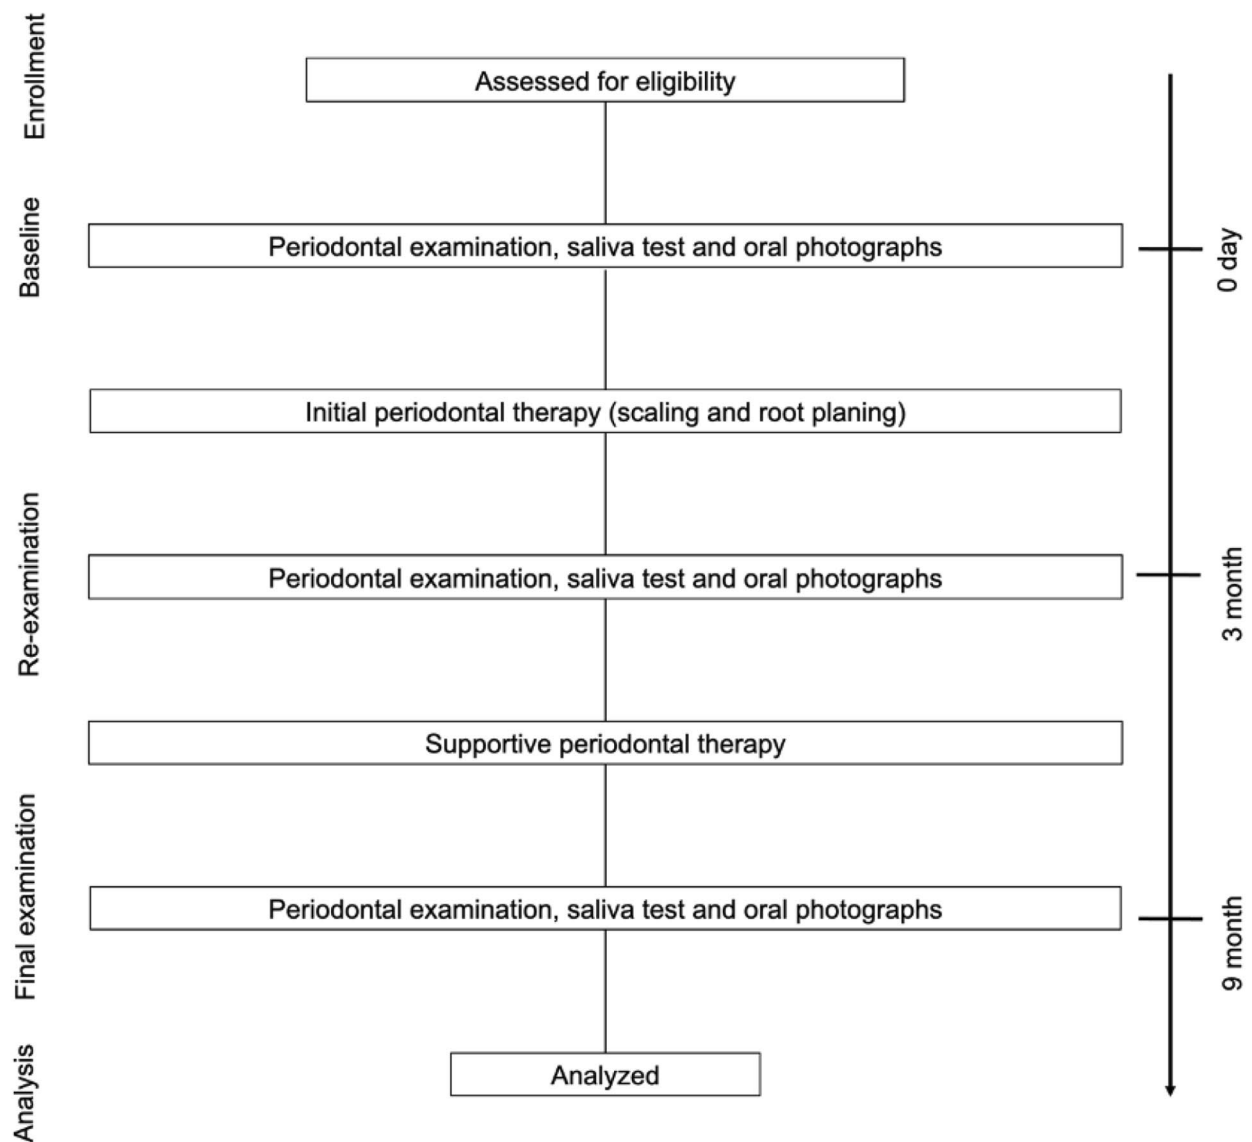 Enrollment
Assessed for eligibility
Baseline
Periodontal examination, saliva test and oral photographs
0 day
Initial periodontal therapy (scaling and root planing)
Re-examination
Periodontal examination, saliva test and oral photographs
3 month
Supportive periodontal therapy
Final examination
Periodontal examination, saliva test and oral photographs
9 month
Analysis
Analyzed